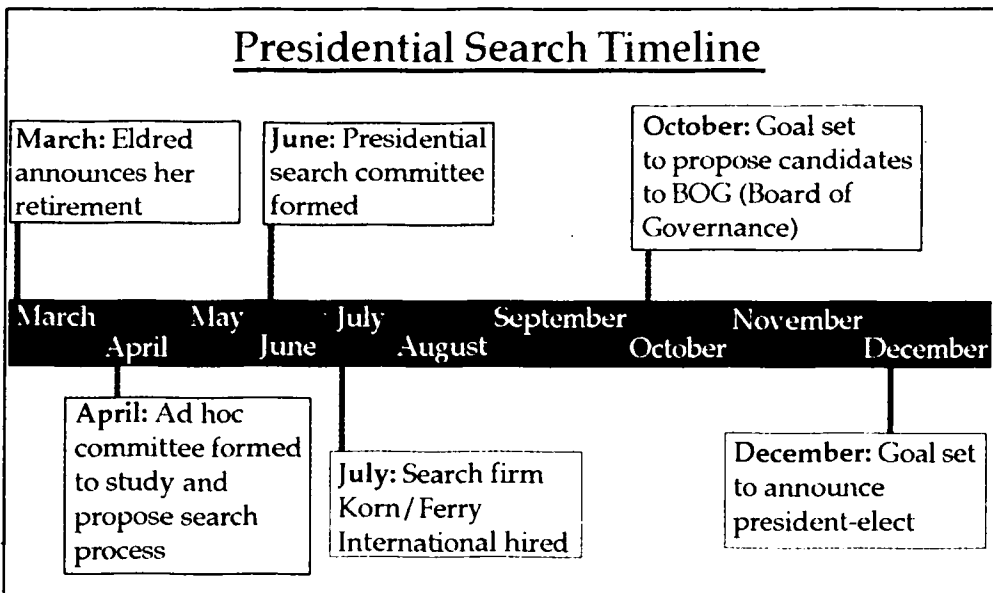 Presidential Search Timeline
March: Eldred
announces her
retirement
June: Presidential
search committee
formed
October: Goal set
to propose candidates
to BOG (Board of
Governance)
March May July September November
April June August October December
April: Ad hoc
committee formed
to study and
propose search
process
July: Search firm
Korn/Ferry
International hired
December: Goal set
to announce
president-elect